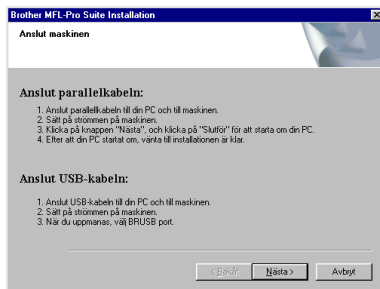 Brother MFL-Pro Suite Installation
Anslut maskinen
Anslut parallelkabeln:
1. Anslut parallellkabeln till din PC och till maskinen.
2. Sätt på strömmen på maskinen.
3. Klicka på knappen "Nästa", och klicka på "Slutför" för att starta om din PC.
4. Efter att din PC startat om, vänta till installationen är klar.
Anslut USB-kabeln:
1. Anslut USB-kabeln till din PC och till maskinen.
2. Sätt på strömmen på maskinen.
3. När du uppmanas, välj BRUSB port.
< Bakåt
Nästa >
Avbryt